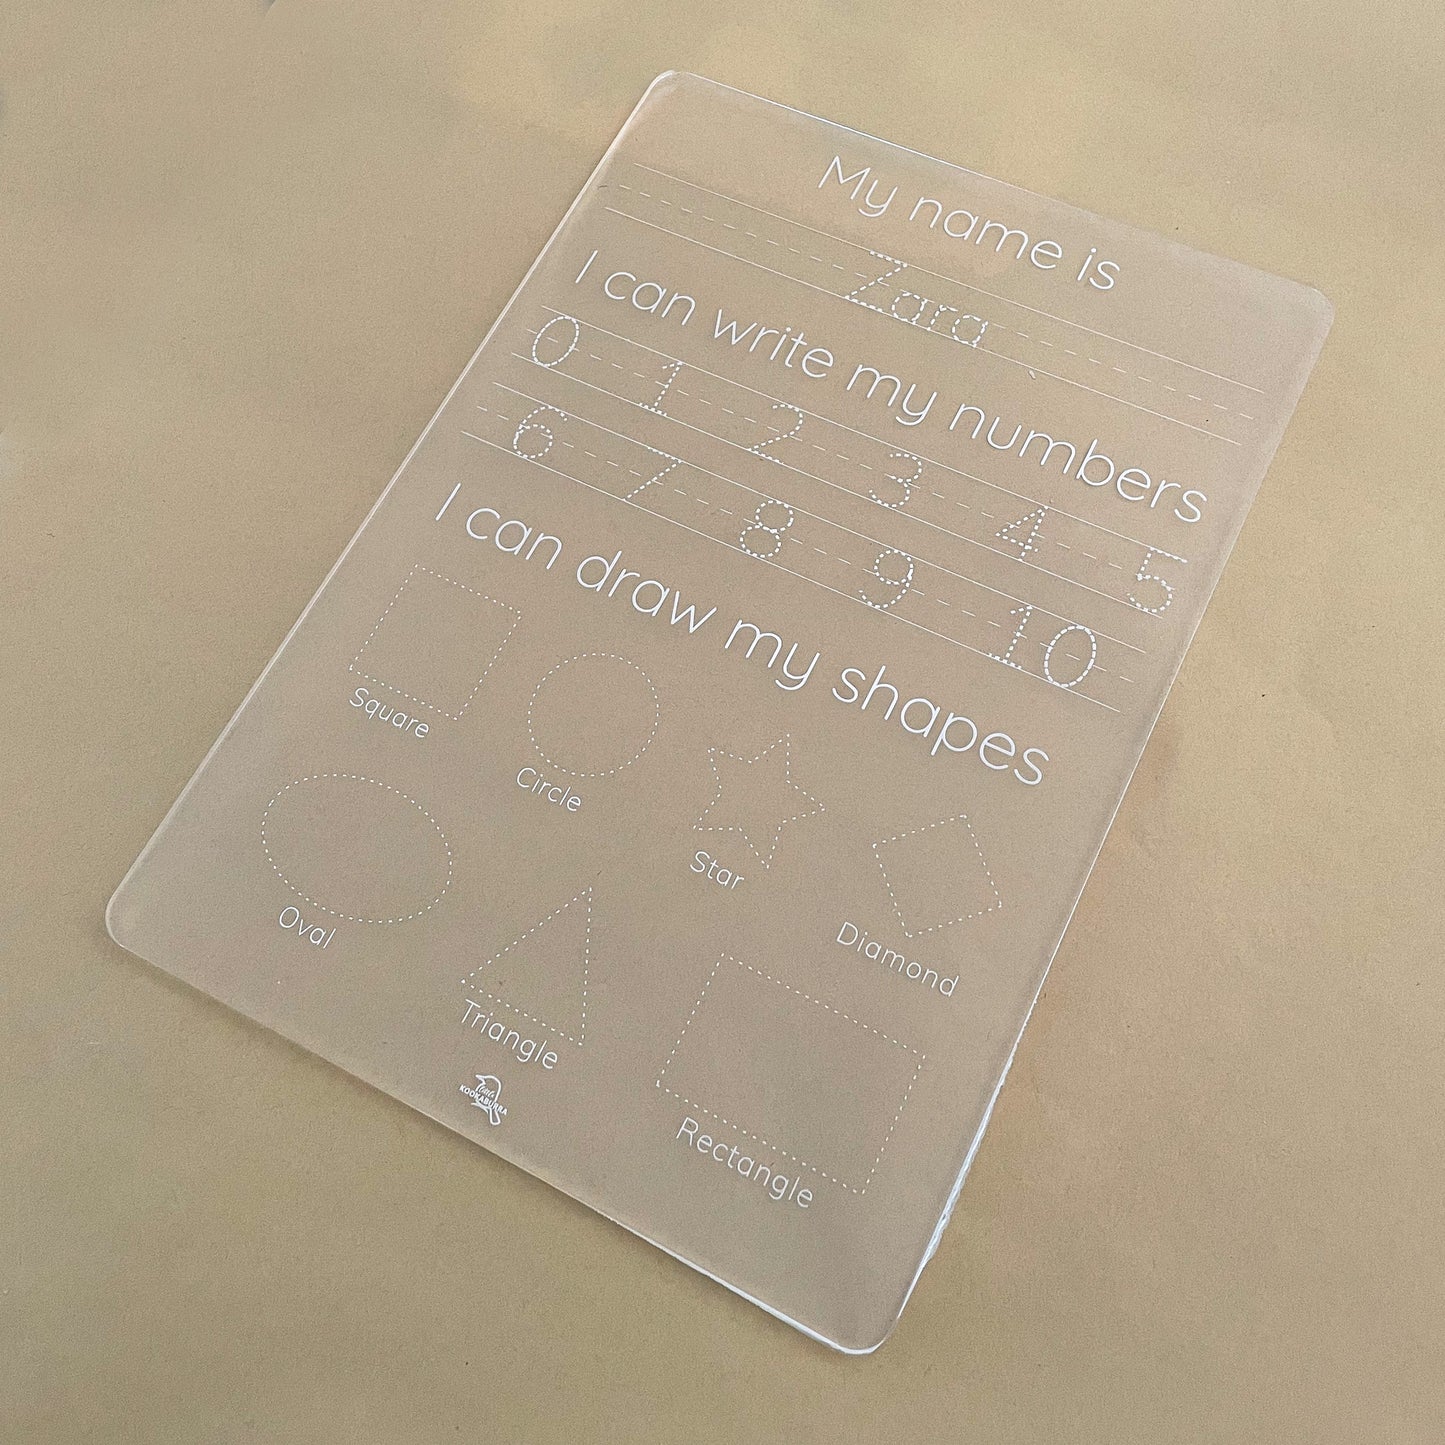 My name is
Zara
I can write my numbers
0 1 2 3 4 5
6 7 8 9 10
I can draw my shapes
Square Circle Star Diamond
Oval Triangle Rectangle
KOOKABURRA